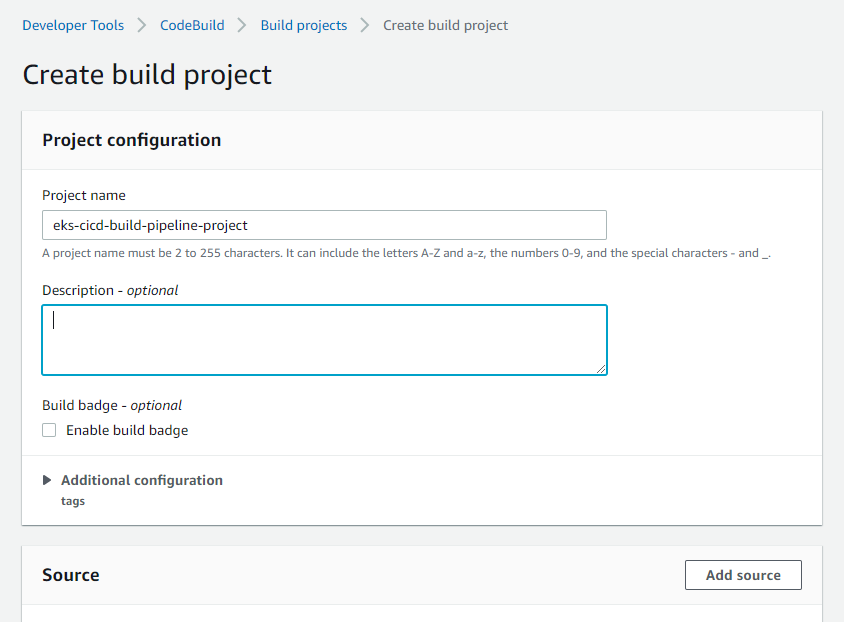 Developer Tools > CodeBuild > Build projects > Create build project
Create build project
Project configuration
Project name
eks-cicd-build-pipeline-project
A project name must be 2 to 255 characters. It can include the letters A-Z and a-z, the numbers 0-9, and the special characters - and _.
Description - optional
Build badge - optional
Enable build badge
Additional configuration
tags
Source
Add source